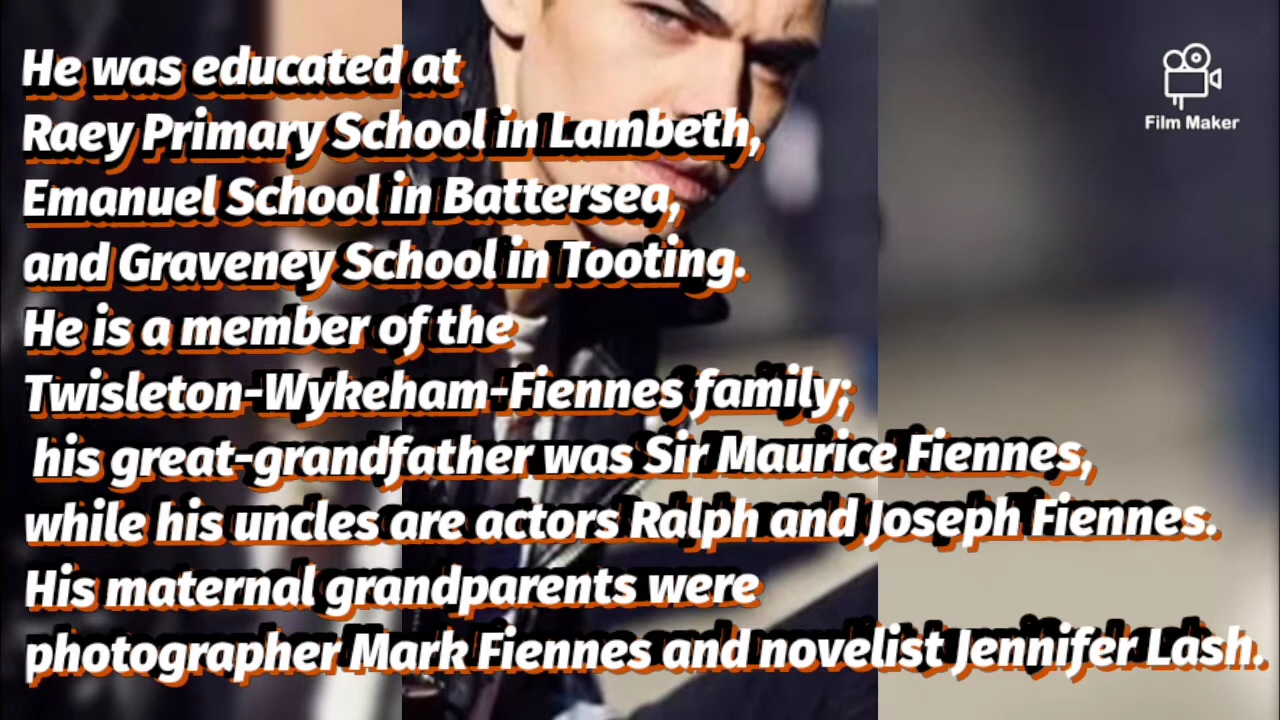 He was educated at
Raey Primary School in Lambeth,
Emanuel School in Battersea,
and Graveney School in Tooting.
He is a member of the
Twisleton-Wykeham-Fiennes family;
his great-grandfather was Sir Maurice Fiennes,
while his uncles are actors Ralph and Joseph Fiennes.
His maternal grandparents were
photographer Mark Fiennes and novelist Jennifer Lash.
Film Maker